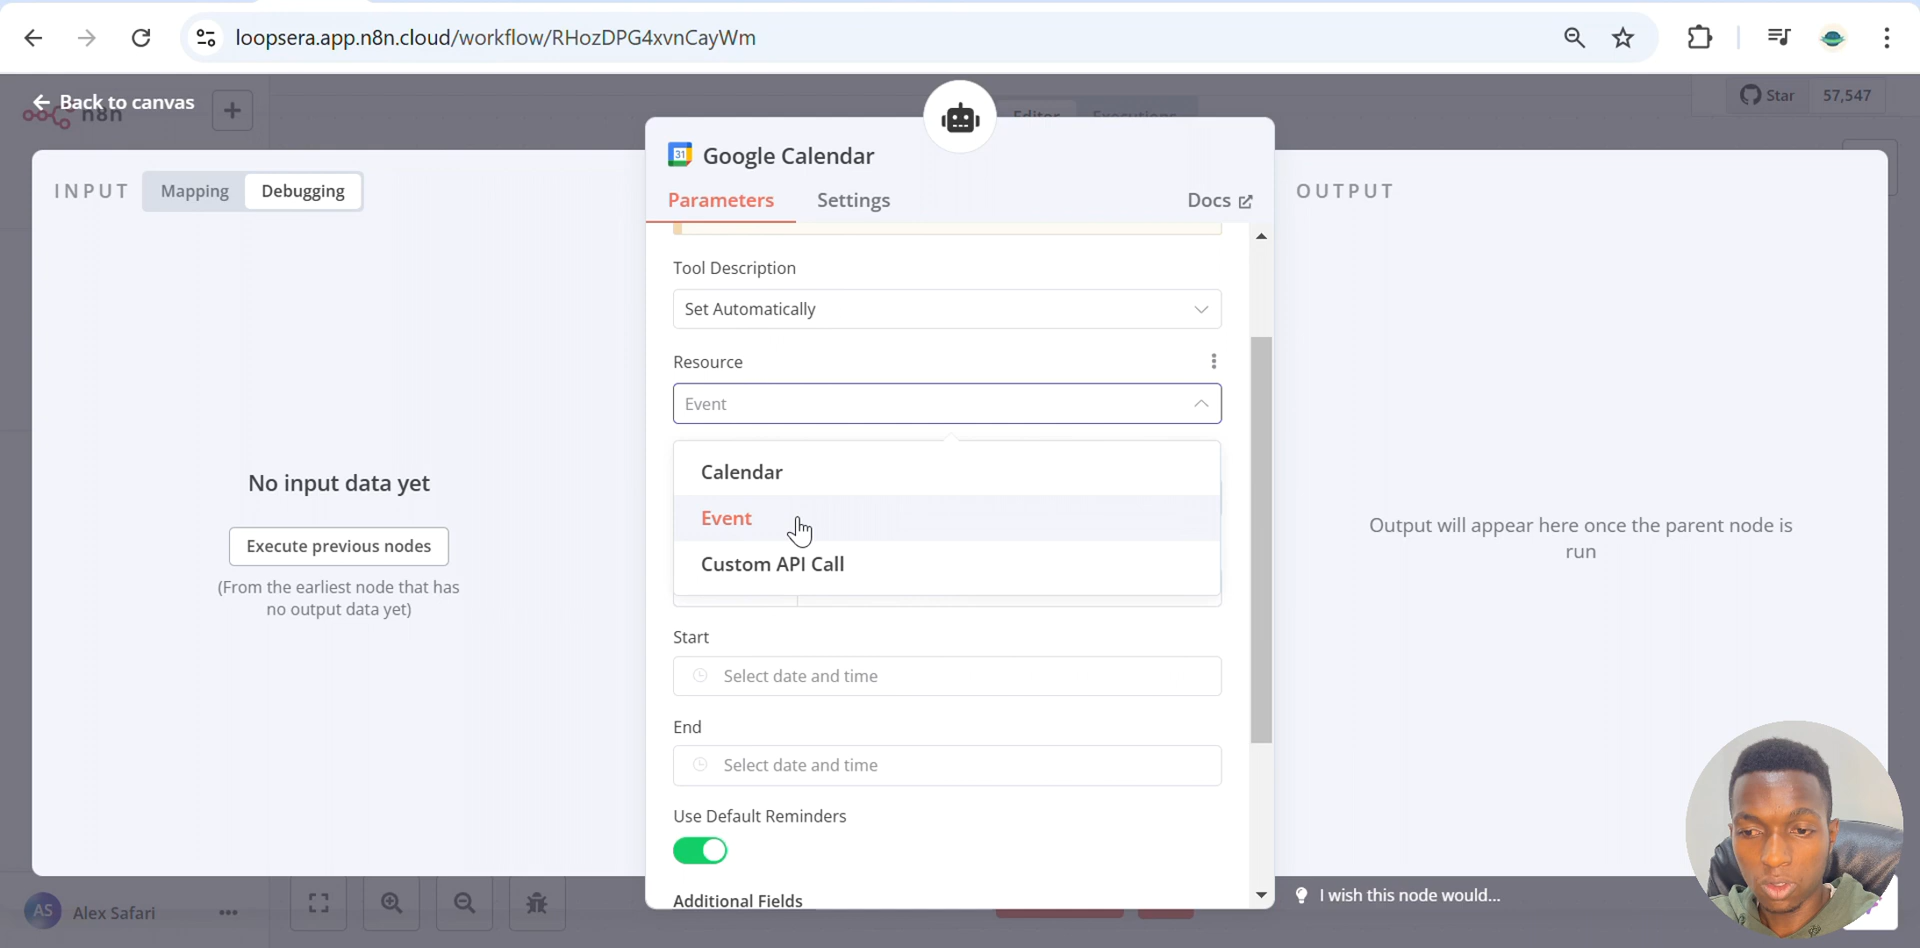 loopsera.app.n8n.cloud/workflow/RHozDPG4xvnCayWm
Back to canvas
n8n
Editor
Executions
Star
57,547
INPUT
Mapping
Debugging
Google Calendar
Parameters
Settings
Docs
OUTPUT
Tool Description
Set Automatically
Resource
Event
Calendar
Event
Custom API Call
No input data yet
Execute previous nodes
(From the earliest node that has
no output data yet)
Output will appear here once the parent node is
run
Start
Select date and time
End
Select date and time
Use Default Reminders
Additional Fields
I wish this node would...
AS
Alex Safari
31